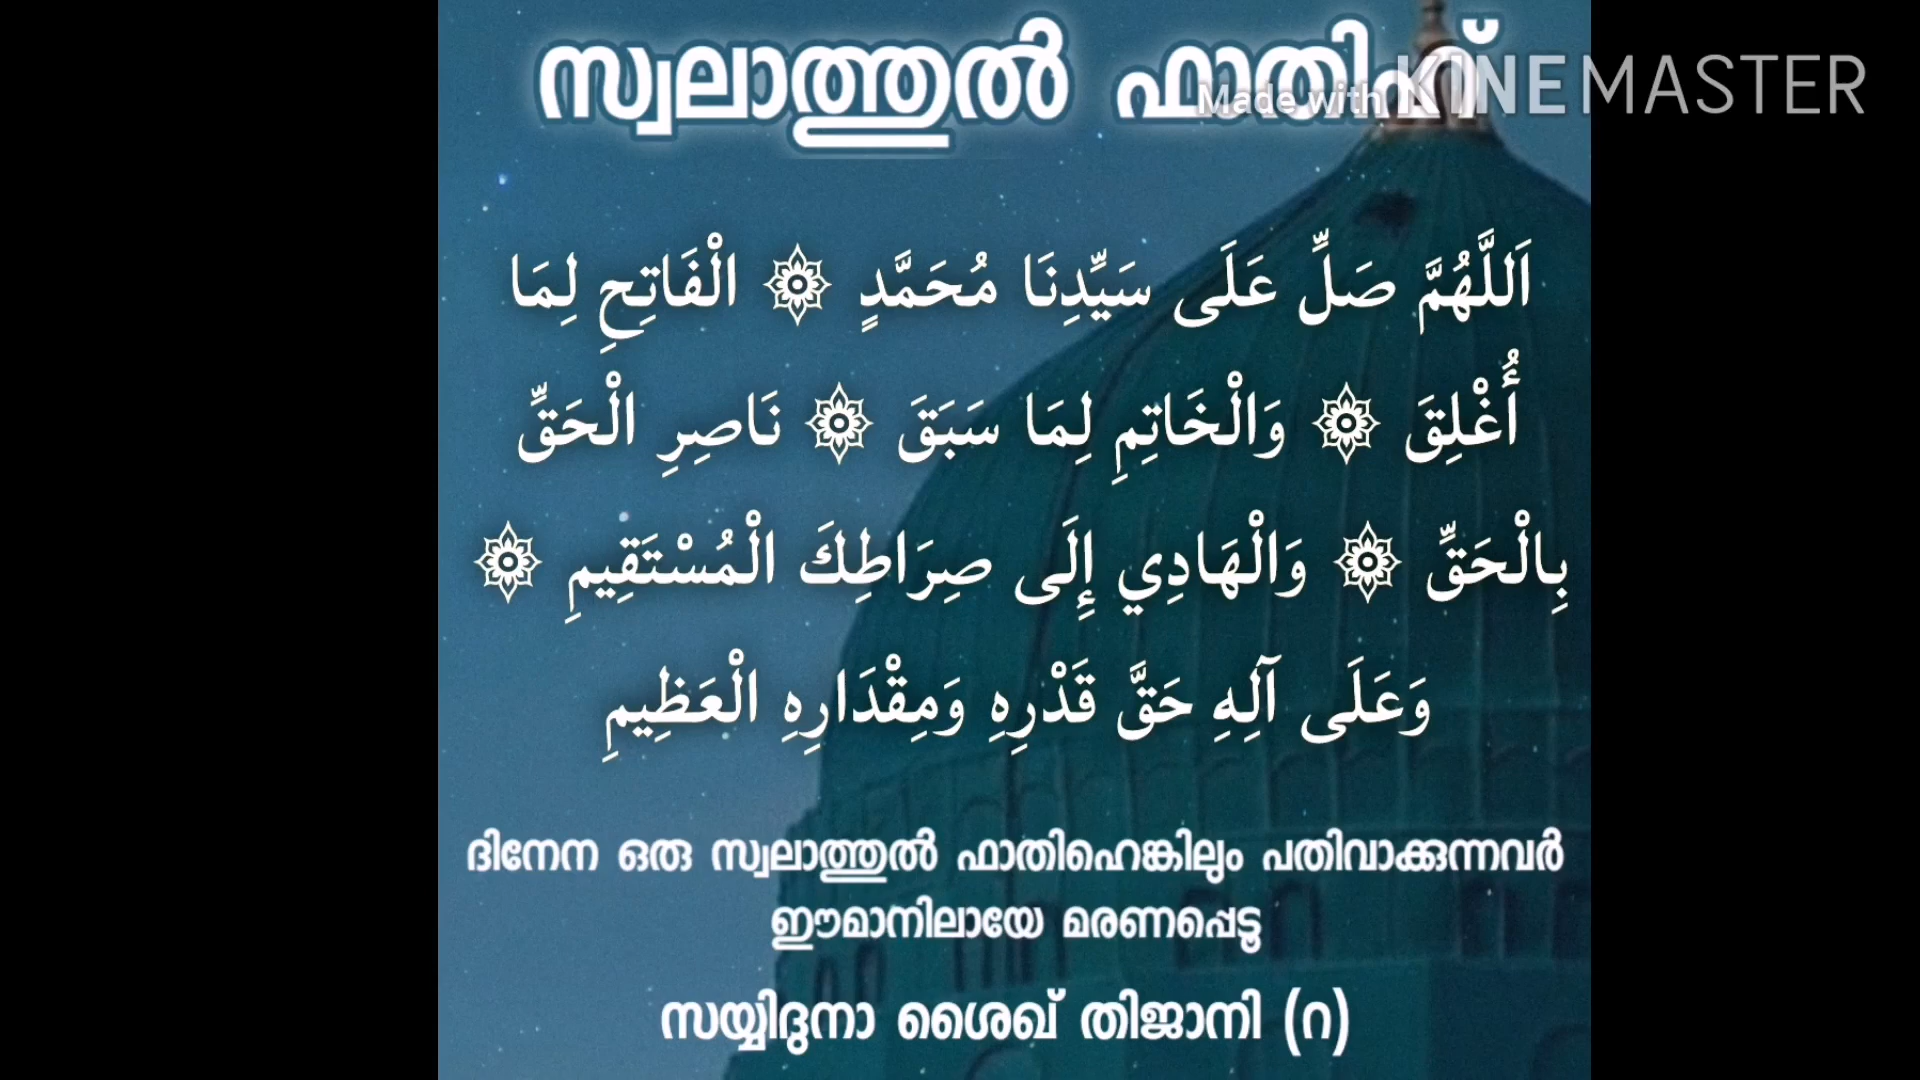 സ്വലാത്തുൽ ഫാതിഹ്
Made with KINEMASTER
اَللَّهُمَّ صَلِّ عَلَى سَيِّدِنَا مُحَمَّدٍ ۞ الْفَاتِحِ لِمَا
أُغْلِقَ ۞ وَالْخَاتِمِ لِمَا سَبَقَ ۞ نَاصِرِ الْحَقِّ
بِالْحَقِّ ۞ وَالْهَادِي إِلَى صِرَاطِكَ الْمُسْتَقِيمِ ۞
وَعَلَى آلِهِ حَقَّ قَدْرِهِ وَمِقْدَارِهِ الْعَظِيمِ
ദിനേന ഒരു സ്വലാത്തുൽ ഫാതിഹെങ്കിലും പതിവാക്കുന്നവർ
ഈമാനിലായേ മരണപ്പെടൂ
സയ്യിദുനാ ശൈഖ് തിജാനി (റ)